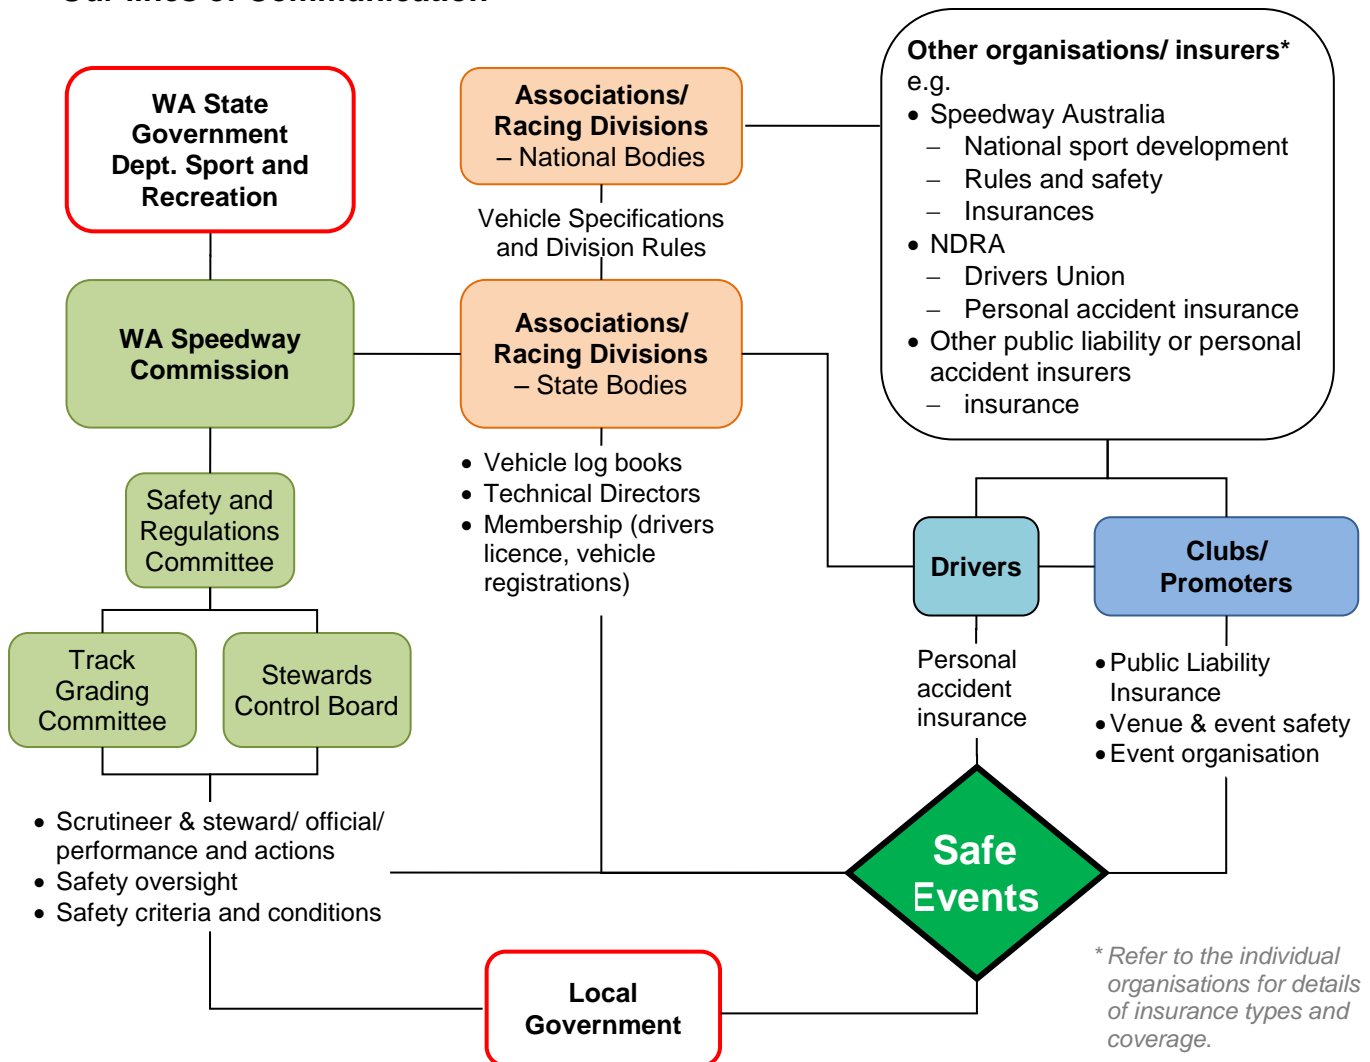 Our lines of Communication
WA State
Government
Dept. Sport and
Recreation
Associations/
Racing Divisions
– National Bodies
Other organisations/ insurers*
e.g.
• Speedway Australia
– National sport development
– Rules and safety
– Insurances
• NDRA
– Drivers Union
– Personal accident insurance
• Other public liability or personal
accident insurers
– insurance
Vehicle Specifications
and Division Rules
WA Speedway
Commission
Associations/
Racing Divisions
– State Bodies
• Vehicle log books
• Technical Directors
• Membership (drivers
licence, vehicle
registrations)
Safety and
Regulations
Committee
Drivers
Clubs/
Promoters
Track
Grading
Committee
Stewards
Control Board
Personal
accident
insurance
• Public Liability
Insurance
• Venue & event safety
• Event organisation
• Scrutineer & steward/ official/
performance and actions
• Safety oversight
• Safety criteria and conditions
Safe
Events
Local
Government
* Refer to the individual
organisations for details
of insurance types and
coverage.